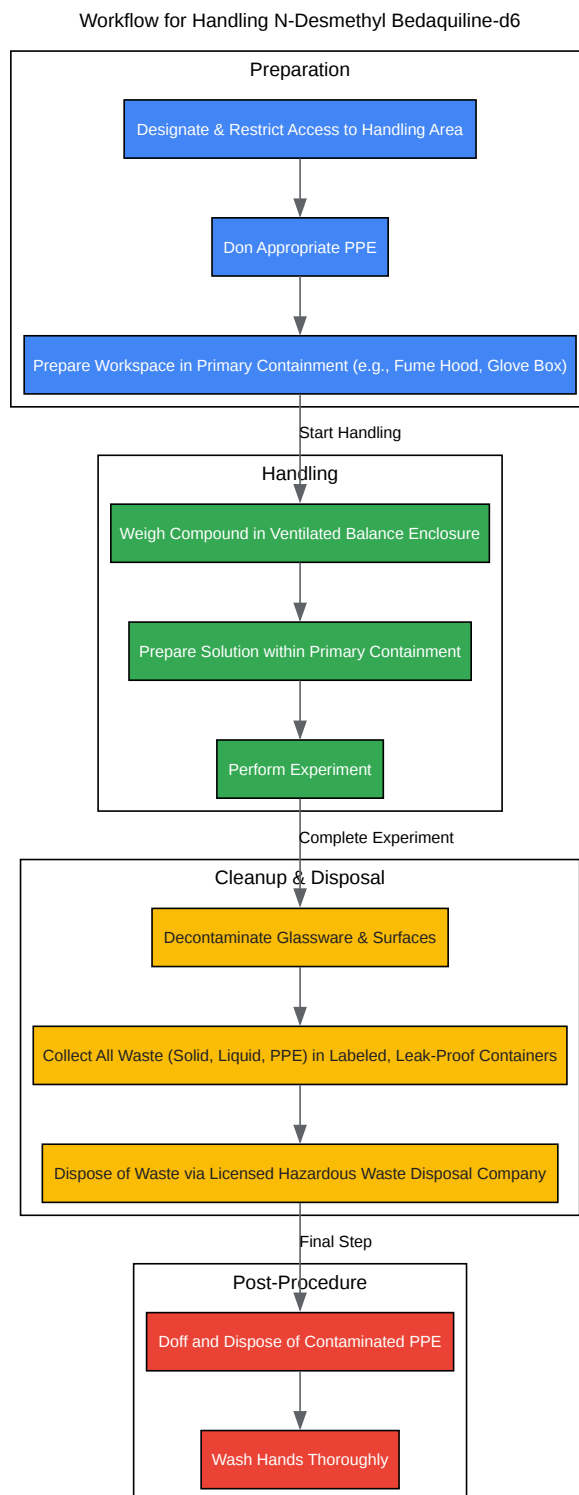 Workflow for Handling N-Desmethyl Bedaquiline-d6
Preparation
Designate & Restrict Access to Handling Area
Don Appropriate PPE
Prepare Workspace in Primary Containment (e.g., Fume Hood, Glove Box)
Start Handling
Handling
Weigh Compound in Ventilated Balance Enclosure
Prepare Solution within Primary Containment
Perform Experiment
Complete Experiment
Cleanup & Disposal
Decontaminate Glassware & Surfaces
Collect All Waste (Solid, Liquid, PPE) in Labeled, Leak-Proof Containers
Dispose of Waste via Licensed Hazardous Waste Disposal Company
Final Step
Post-Procedure
Doff and Dispose of Contaminated PPE
Wash Hands Thoroughly